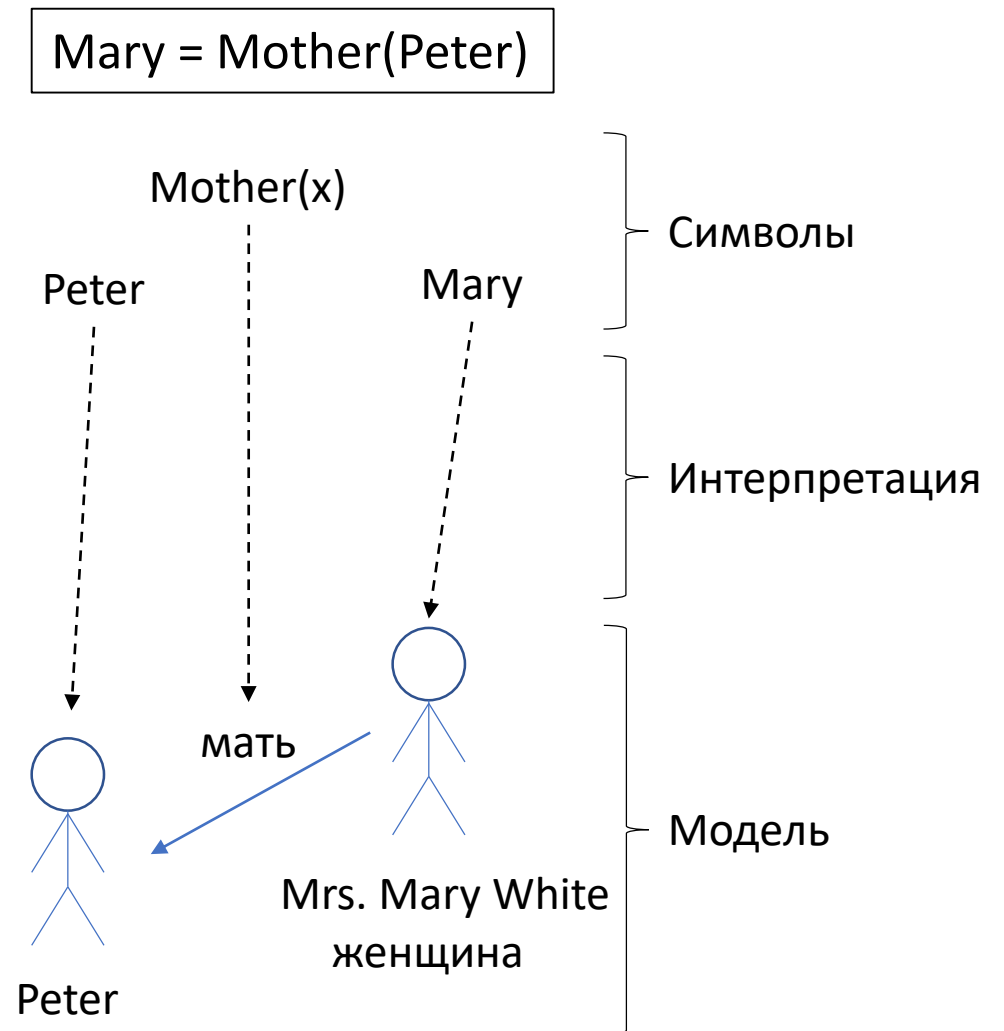 Mary = Mother(Peter)
Mother(x)
Символы
Peter
Mary
Интерпретация
мать
Модель
Mrs. Mary White
женщина
Peter